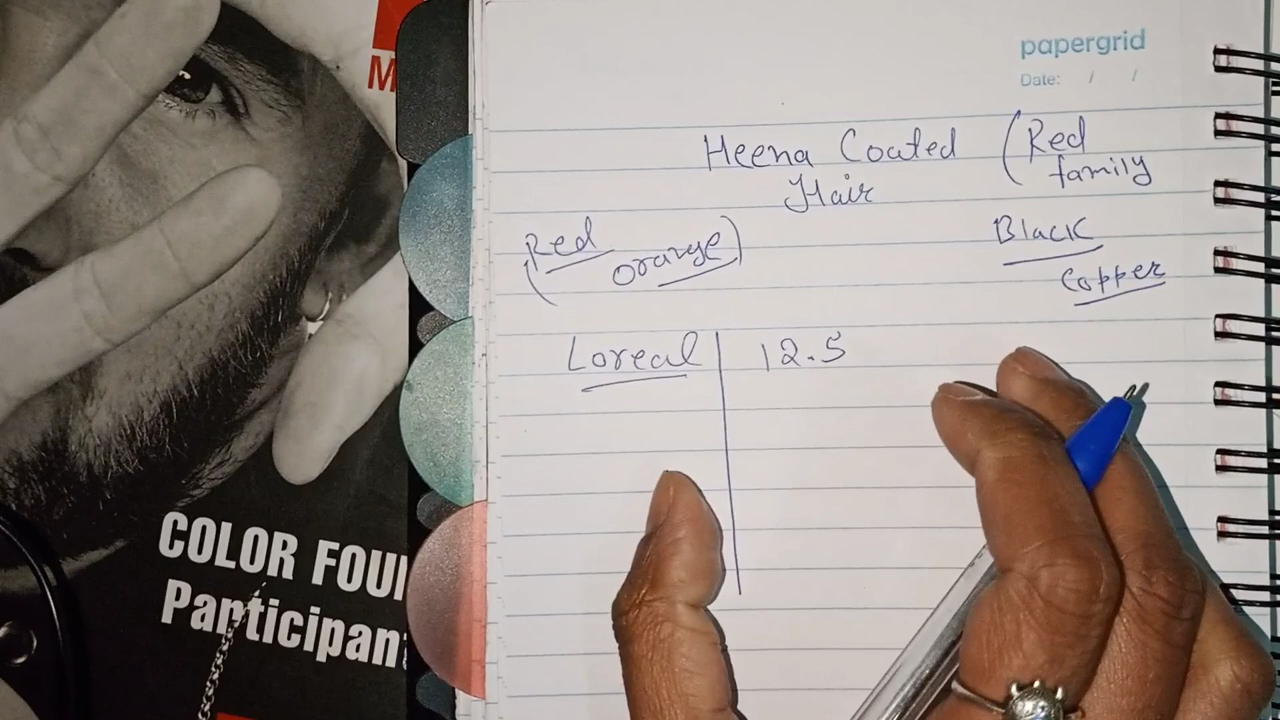 M
COLOR FOU
Participan
papergrid
Date: / /
Heena Coated (Red
family
Hair
(Red
orange)
Black
Copper
Loreal | 12.5